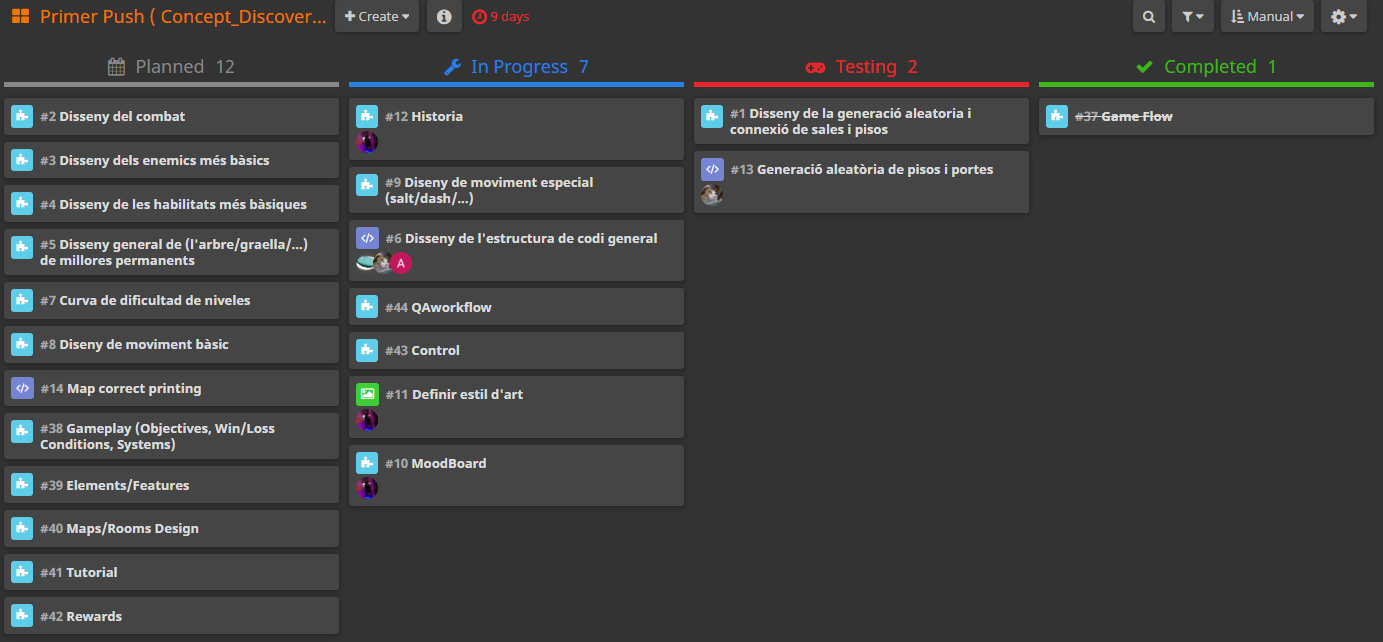 Primer Push ( Concept_Discover...
Create
9 days
Manual
Planned 12
#2 Disseny del combat
#3 Disseny dels enemics més bàsics
#4 Disseny de les habilitats més bàsiques
#5 Disseny general de (l'arbre/graella/...)
de millores permanents
#7 Curva de dificultad de niveles
#8 Diseny de moviment bàsic
#14 Map correct printing
#38 Gameplay (Objectives, Win/Loss
Conditions, Systems)
#39 Elements/Features
#40 Maps/Rooms Design
#41 Tutorial
#42 Rewards
In Progress 7
#12 Historia
#9 Diseny de moviment especial
(salt/dash/...)
#6 Disseny de l'estructura de codi general
A
#44 QAworkflow
#43 Control
#11 Definir estil d'art
#10 MoodBoard
Testing 2
#1 Disseny de la generació aleatoria i
connexió de sales i pisos
#13 Generació aleatòria de pisos i portes
Completed 1
#37 Game Flow